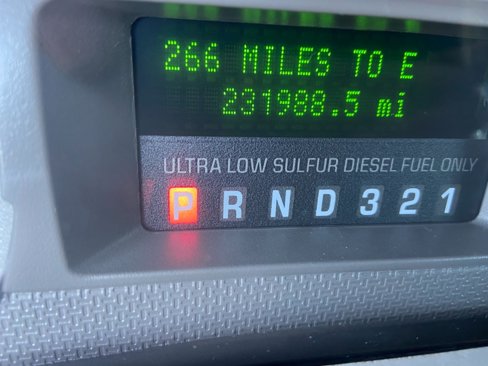 266 MILES TO E
231988.5 mi
ULTRA LOW SULFUR DIESEL FUEL ONLY
P R N D 3 2 1